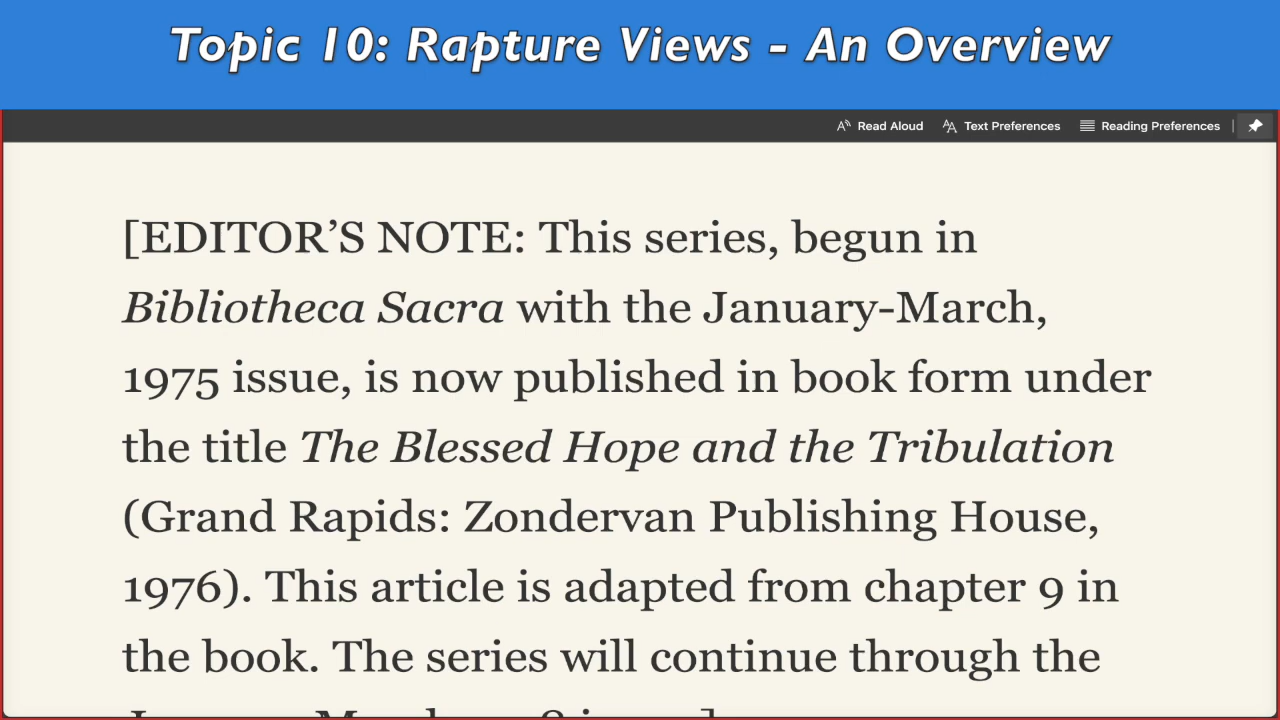 Topic 10: Rapture Views - An Overview
Read Aloud Text Preferences Reading Preferences
[EDITOR’S NOTE: This series, begun in
Bibliotheca Sacra with the January-March,
1975 issue, is now published in book form under
the title The Blessed Hope and the Tribulation
(Grand Rapids: Zondervan Publishing House,
1976). This article is adapted from chapter 9 in
the book. The series will continue through the